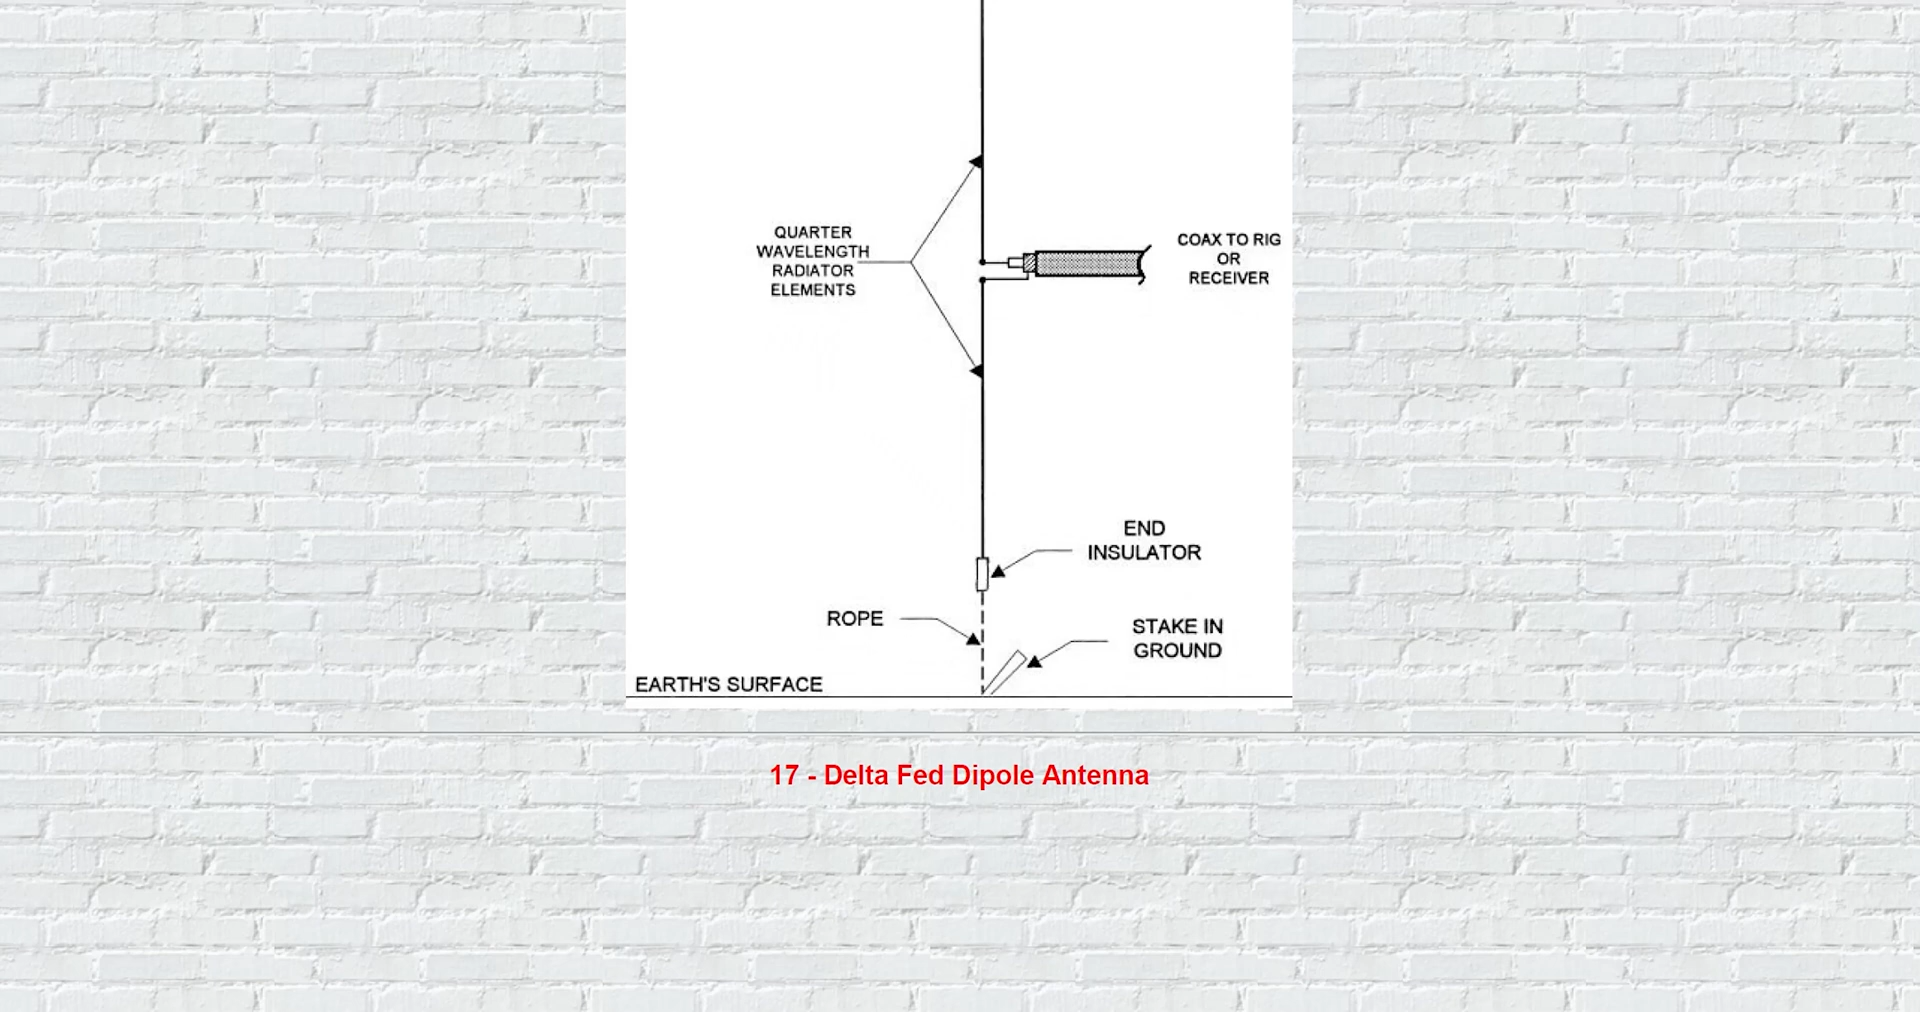 QUARTER
WAVELENGTH
RADIATOR
ELEMENTS
COAX TO RIG
OR
RECEIVER
END
INSULATOR
ROPE
STAKE IN
GROUND
EARTH'S SURFACE
17 - Delta Fed Dipole Antenna